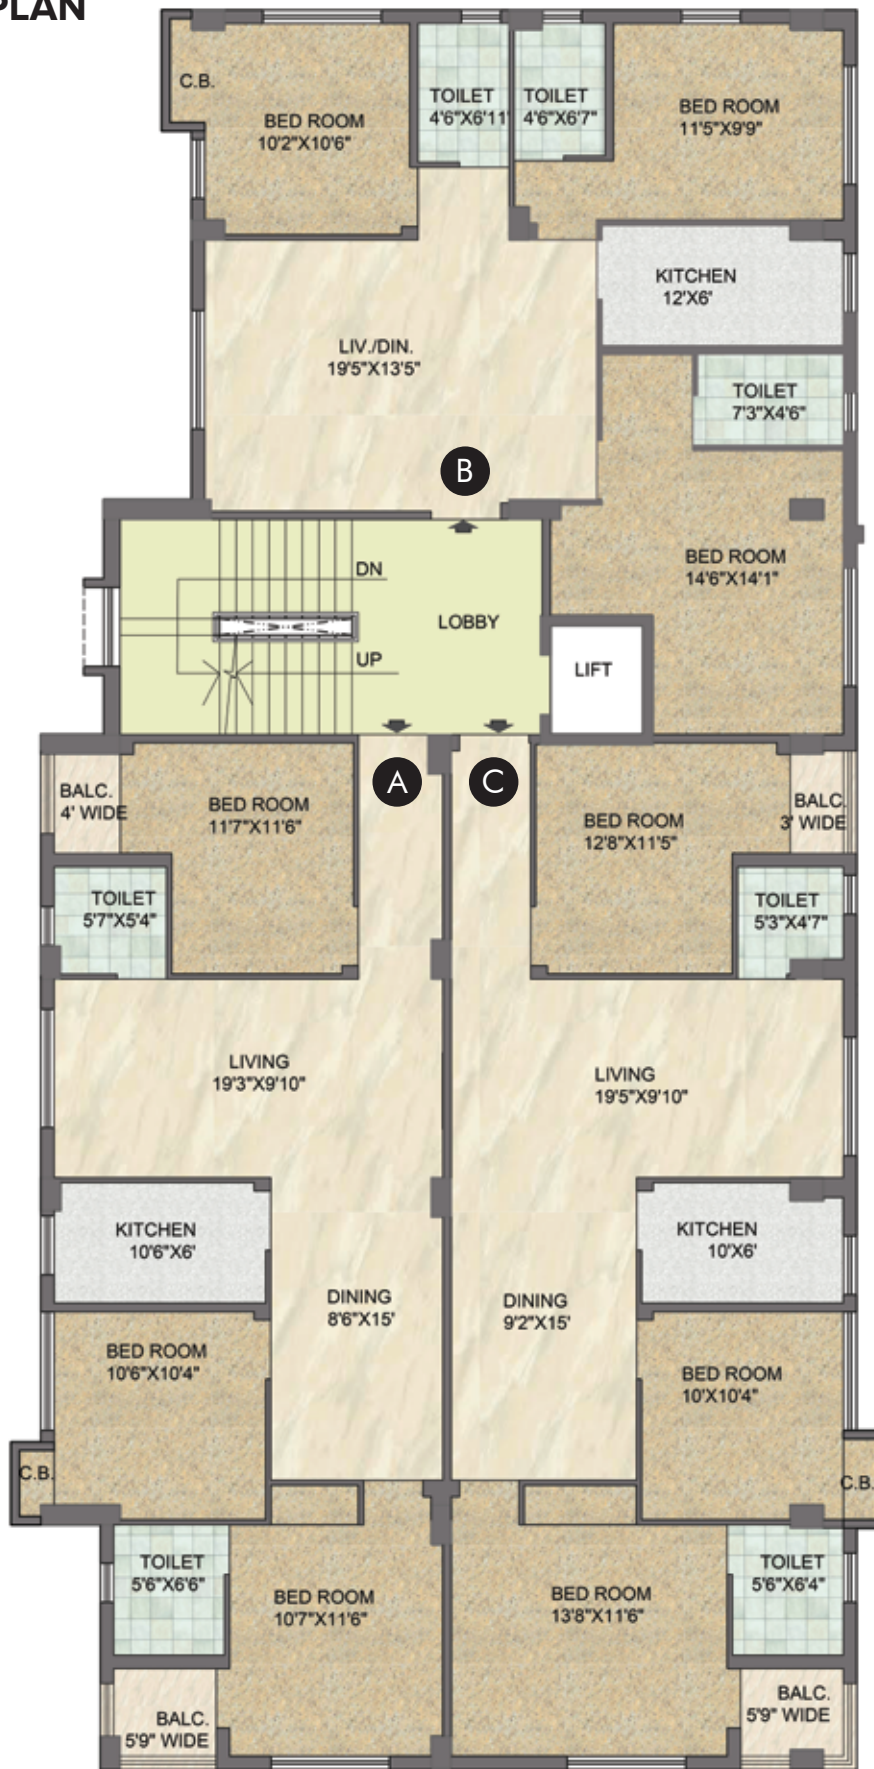 PLAN
C.B.
BED ROOM
10'2"X10'6"
TOILET
4'6"X6'11'
TOILET
4'6"X6'7"
BED ROOM
11'5"X9'9"
KITCHEN
12'X6'
LIV./DIN.
19'5"X13'5"
TOILET
7'3"X4'6"
B
BED ROOM
14'6"X14'1"
DN
LOBBY
UP
LIFT
A
C
BALC.
4' WIDE
BED ROOM
11'7"X11'6"
BED ROOM
12'8"X11'5"
BALC.
3' WIDE
TOILET
5'7"X5'4"
TOILET
5'3"X4'7"
LIVING
19'3"X9'10"
LIVING
19'5"X9'10"
KITCHEN
10'6"X6'
KITCHEN
10'X6'
DINING
8'6"X15'
DINING
9'2"X15'
BED ROOM
10'6"X10'4"
BED ROOM
10'X10'4"
C.B.
C.B.
TOILET
5'6"X6'6"
BED ROOM
10'7"X11'6"
BED ROOM
13'8"X11'6"
TOILET
5'6"X6'4"
BALC.
5'9" WIDE
BALC.
5'9" WIDE